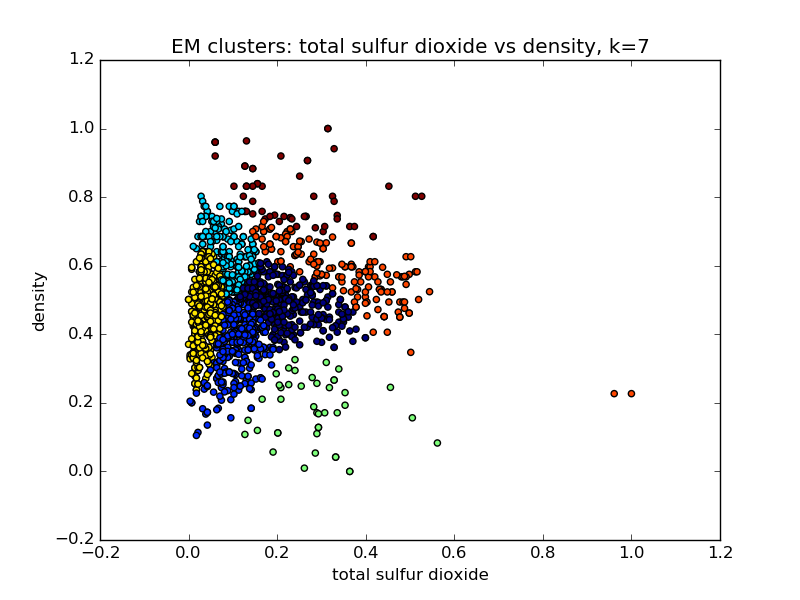 EM clusters: total sulfur dioxide vs density, k=7
1.2
1.0
0.8
0.6
0.4
0.2
0.0
−0.2
density
−0.2 0.0 0.2 0.4 0.6 0.8 1.0 1.2
total sulfur dioxide